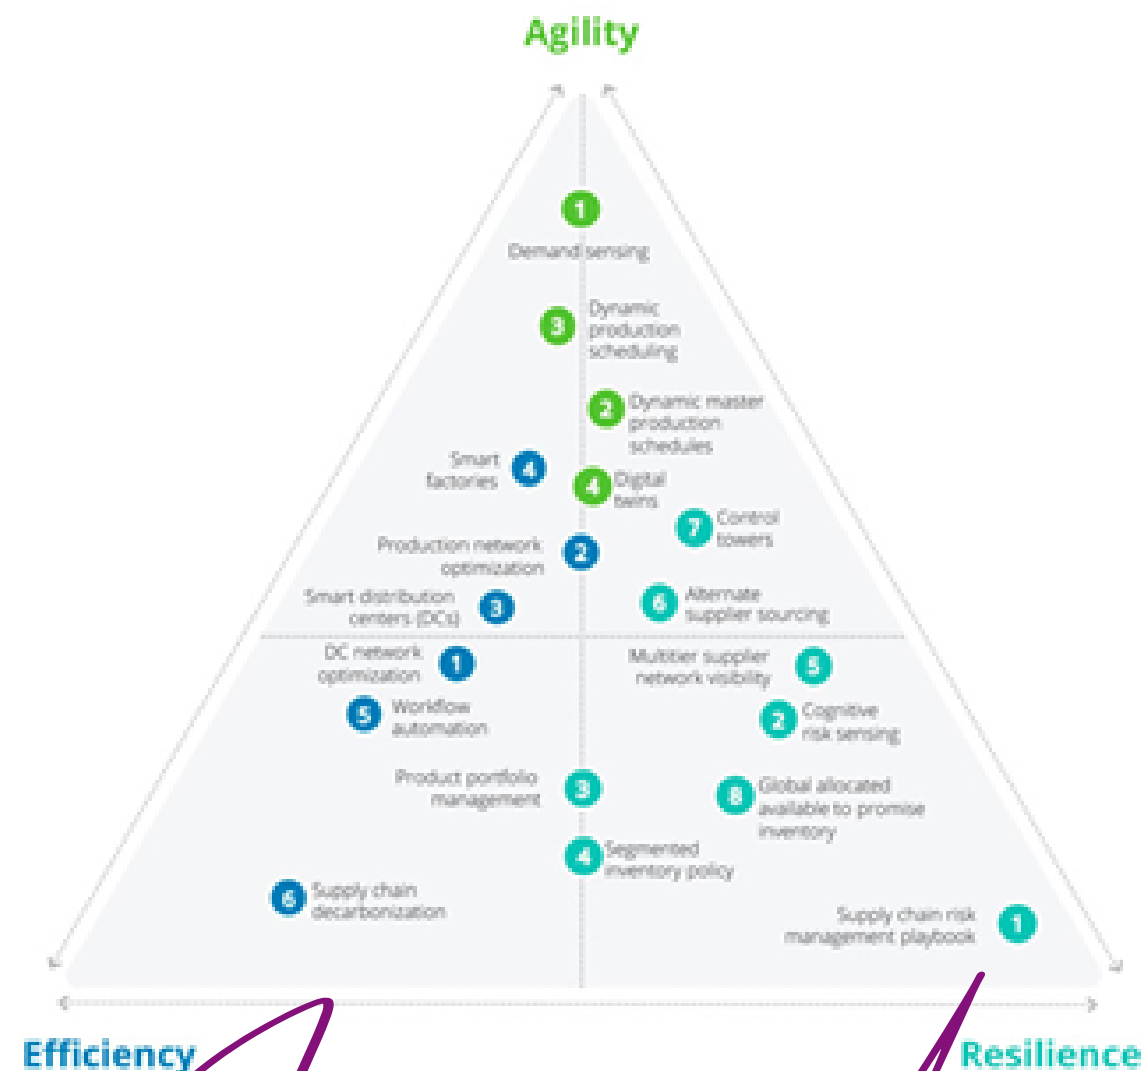 Agility
1
Demand sensing
3
Dynamic
production
scheduling
2
Dynamic master
production
schedules
Smart
factories
4
4
Digital
twins
7
Control
towers
Production network
optimization
2
Smart distribution
centers (DCs)
3
6
Alternate
supplier sourcing
DC network
optimization
1
Multitier supplier
network visibility
5
5
Workflow
automation
2
Cognitive
risk sensing
Product portfolio
management
3
8
Global allocated
available to promise
inventory
4
Segmented
inventory policy
6
Supply chain
decarbonization
Supply chain risk
management playbook
1
Efficiency
Resilience